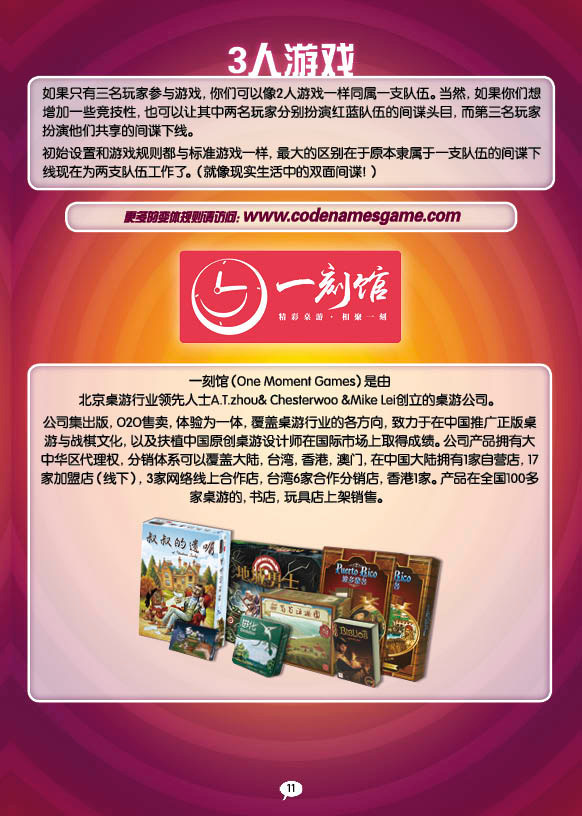 3人游戏
如果只有三名玩家参与游戏，你们可以像2人游戏一样同属一支队伍。当然，如果你们想
增加一些竞技性，也可以让其中两名玩家分别扮演红蓝队伍的间谍头目，而第三名玩家
扮演他们共享的间谍下线。
初始设置和游戏规则都与标准游戏一样，最大的区别在于原本隶属于一支队伍的间谍下
线现在为两支队伍工作了。（就像现实生活中的双面间谍！）
更多的变体规则请访问：www.codenamesgame.com
一刻馆
精彩桌游·相聚一刻
一刻馆（One Moment Games）是由
北京桌游行业领先人士A.T.zhou& Chesterwoo &Mike Lei创立的桌游公司。
公司集出版，O2O售卖，体验为一体，覆盖桌游行业的各方向，致力于在中国推广正版桌
游与战棋文化，以及扶植中国原创桌游设计师在国际市场上取得成绩。公司产品拥有大
中华区代理权，分销体系可以覆盖大陆，台湾，香港，澳门，在中国大陆拥有1家自营店，17
家加盟店（线下），3家网络线上合作店，台湾6家合作分销店，香港1家。产品在全国100多
家桌游的，书店，玩具店上架销售。
叔叔的遗嘱
地城勇士
Puerto Rico
波多黎各
Rico
进化
BIBLIOS
11